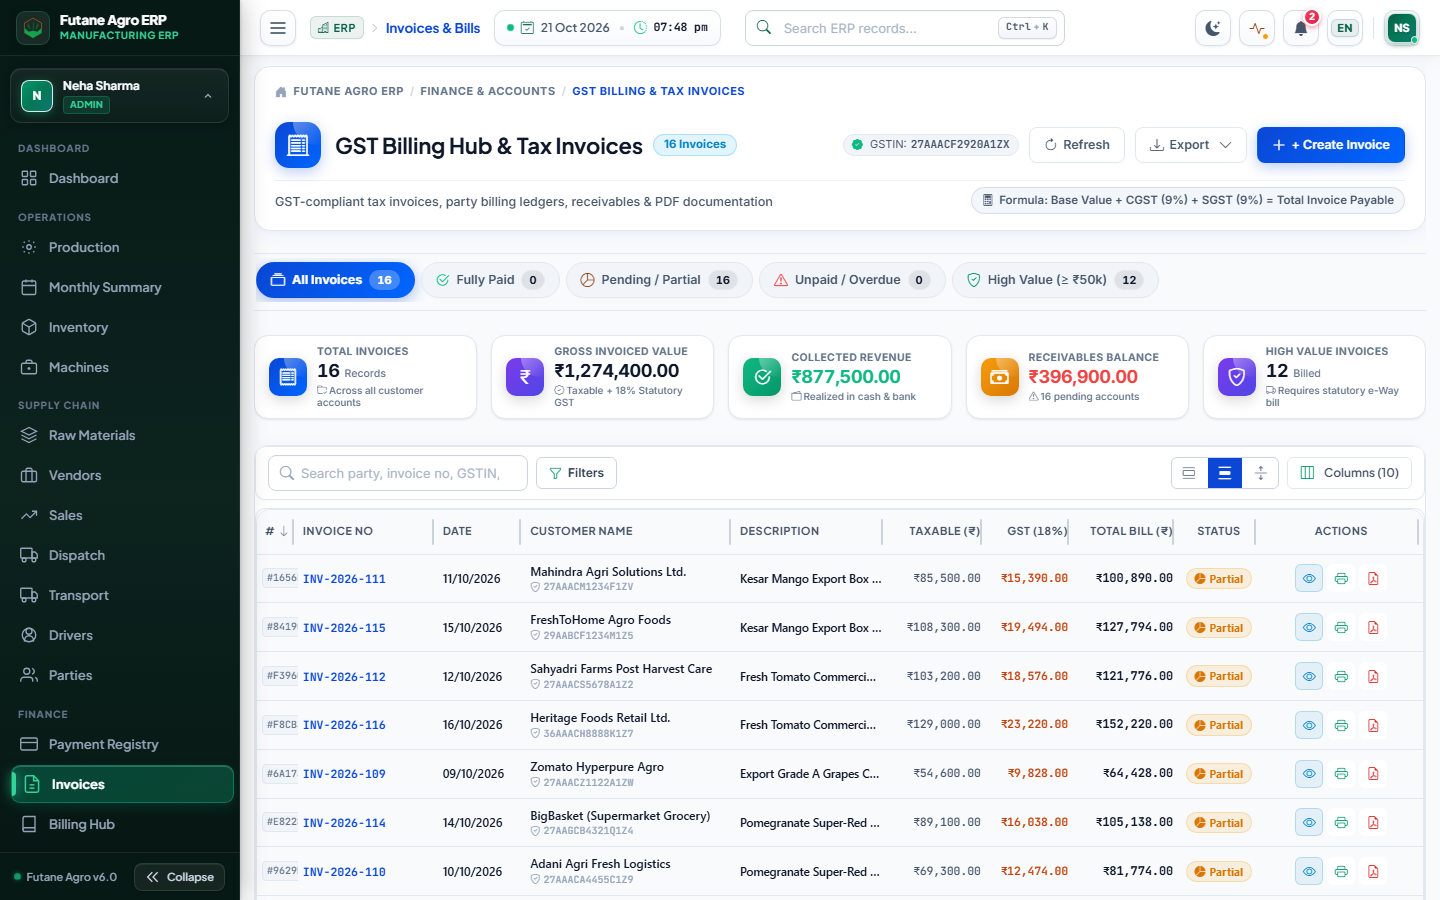 Futane Agro ERP
MANUFACTURING ERP
N
Neha Sharma
ADMIN
DASHBOARD
Dashboard
OPERATIONS
Production
Monthly Summary
Inventory
Machines
SUPPLY CHAIN
Raw Materials
Vendors
Sales
Dispatch
Transport
Drivers
Parties
FINANCE
Payment Registry
Invoices
Billing Hub
Futane Agro v6.0
Collapse
ERP
Invoices & Bills
21 Oct 2026
07:48 pm
Search ERP records...
Ctrl+K
2
EN
NS
FUTANE AGRO ERP / FINANCE & ACCOUNTS / GST BILLING & TAX INVOICES
GST Billing Hub & Tax Invoices
16 Invoices
GSTIN: 27AAACF2920A1ZX
Refresh
Export
+ Create Invoice
GST-compliant tax invoices, party billing ledgers, receivables & PDF documentation
Formula: Base Value + CGST (9%) + SGST (9%) = Total Invoice Payable
All Invoices 16
Fully Paid 0
Pending / Partial 16
Unpaid / Overdue 0
High Value (≥ ₹50k) 12
TOTAL INVOICES
16 Records
Across all customer
accounts
₹
GROSS INVOICED VALUE
₹1,274,400.00
Taxable + 18% Statutory
GST
COLLECTED REVENUE
₹877,500.00
Realized in cash & bank
RECEIVABLES BALANCE
₹396,900.00
16 pending accounts
HIGH VALUE INVOICES
12 Billed
Requires statutory e-Way
bill
Search party, invoice no, GSTIN,
Filters
Columns (10)
# INVOICE NO DATE CUSTOMER NAME DESCRIPTION TAXABLE (₹) GST (18%) TOTAL BILL (₹) STATUS ACTIONS
#1656 INV-2026-111 11/10/2026 Mahindra Agri Solutions Ltd. Kesar Mango Export Box ... ₹85,500.00 ₹15,390.00 ₹100,890.00 Partial
27AAACM1234F1ZV
#8419 INV-2026-115 15/10/2026 FreshToHome Agro Foods Kesar Mango Export Box ... ₹108,300.00 ₹19,494.00 ₹127,794.00 Partial
29AABCF1234M1Z5
#F396 INV-2026-112 12/10/2026 Sahyadri Farms Post Harvest Care Fresh Tomato Commerci... ₹103,200.00 ₹18,576.00 ₹121,776.00 Partial
27AAACS5678A1Z2
#F8CB INV-2026-116 16/10/2026 Heritage Foods Retail Ltd. Fresh Tomato Commerci... ₹129,000.00 ₹23,220.00 ₹152,220.00 Partial
36AAACH8888K1Z7
#6A17 INV-2026-109 09/10/2026 Zomato Hyperpure Agro Export Grade A Grapes C... ₹54,600.00 ₹9,828.00 ₹64,428.00 Partial
27AAACZ1122A1ZW
#E822 INV-2026-114 14/10/2026 BigBasket (Supermarket Grocery) Pomegranate Super-Red ... ₹89,100.00 ₹16,038.00 ₹105,138.00 Partial
27AAGCB4321Q1Z4
#9629 INV-2026-110 10/10/2026 Adani Agri Fresh Logistics Pomegranate Super-Red ... ₹69,300.00 ₹12,474.00 ₹81,774.00 Partial
27AAACA4455C1Z9